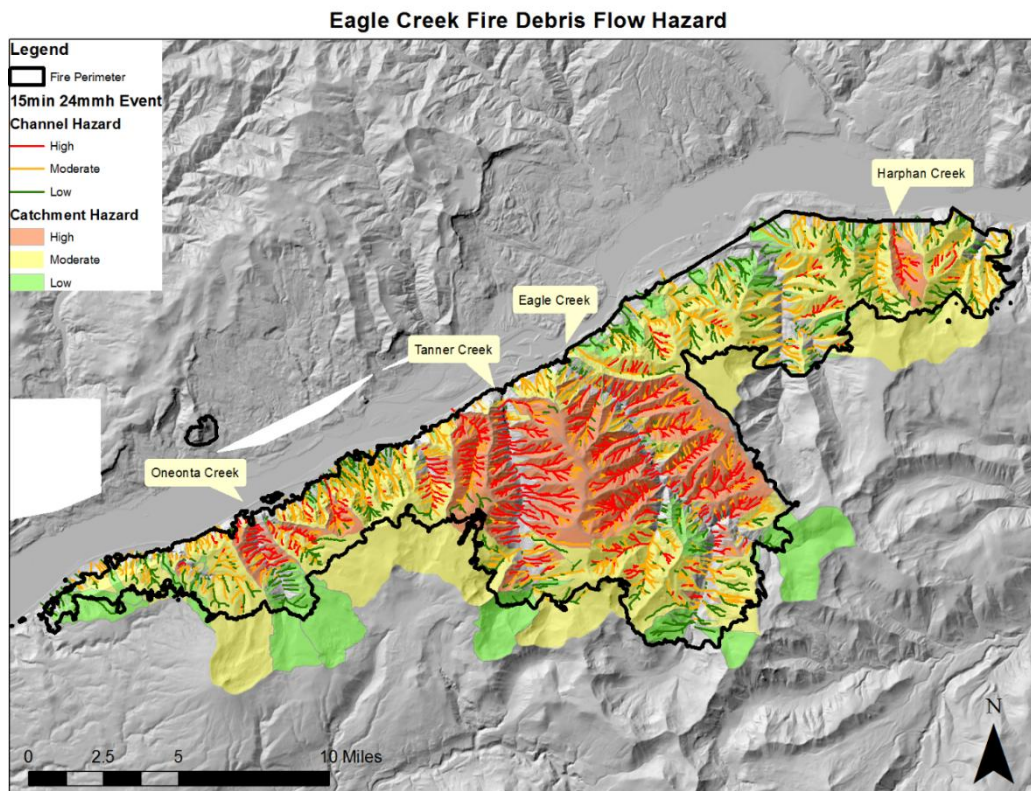 Eagle Creek Fire Debris Flow Hazard
Legend
Fire Perimeter
15min 24mmh Event
Channel Hazard
High
Moderate
Low
Catchment Hazard
High
Moderate
Low
Harphan Creek
Eagle Creek
Tanner Creek
Oneonta Creek
N
0 2.5 5 10 Miles